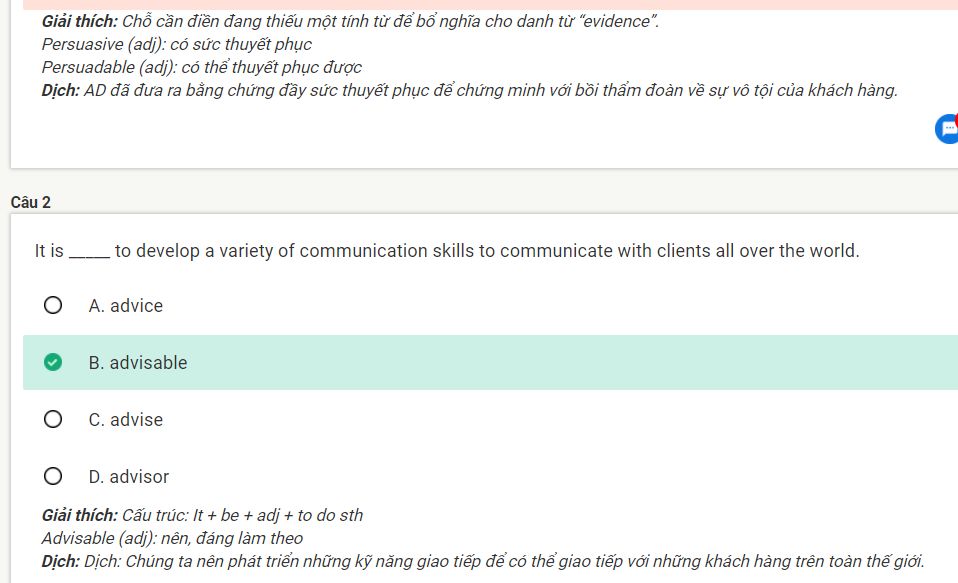 Giải thích: Chỗ cần điền đang thiếu một tính từ để bổ nghĩa cho danh từ “evidence”.
Persuasive (adj): có sức thuyết phục
Persuadable (adj): có thể thuyết phục được
Dịch: AD đã đưa ra bằng chứng đầy sức thuyết phục để chứng minh với bồi thẩm đoàn về sự vô tội của khách hàng.
Câu 2
It is _____ to develop a variety of communication skills to communicate with clients all over the world.
A. advice
B. advisable
C. advise
D. advisor
Giải thích: Cấu trúc: It + be + adj + to do sth
Advisable (adj): nên, đáng làm theo
Dịch: Dịch: Chúng ta nên phát triển những kỹ năng giao tiếp để có thể giao tiếp với những khách hàng trên toàn thế giới.